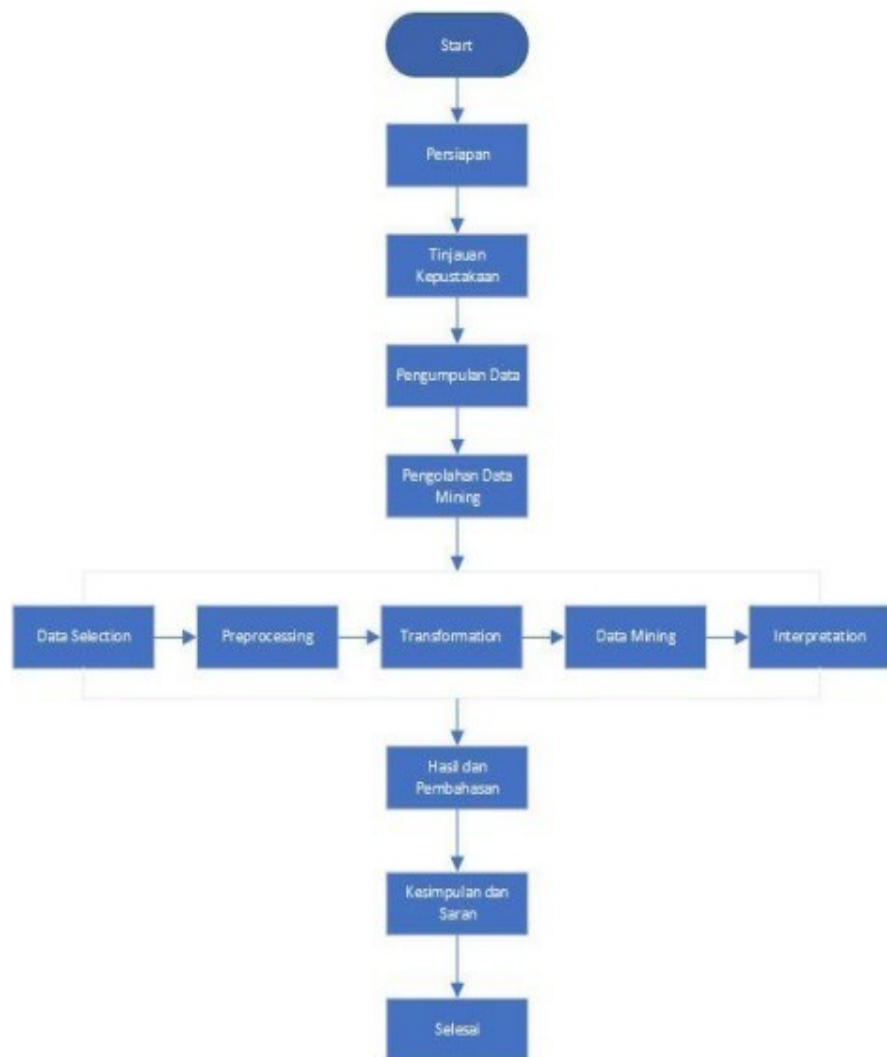 Start
Persiapan
Tinjauan
Kepustakaan
Pengumpulan Data
Pengolahan Data
Mining
Data Selection
Preprocessing
Transformation
Data Mining
Interpretation
Hasil dan
Pembahasan
Kesimpulan dan
Saran
Selesai